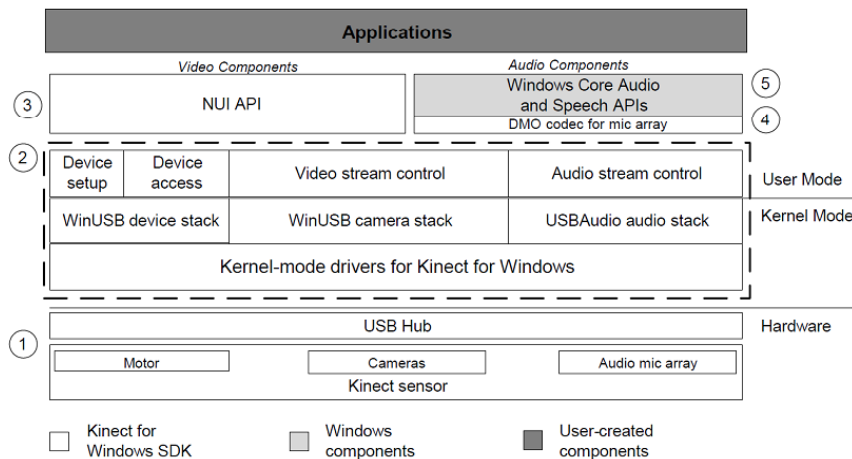 Applications
Video Components
Audio Components
3
NUI API
Windows Core Audio
and Speech APIs
5
DMO codec for mic array
4
2
Device
setup
Device
access
Video stream control
Audio stream control
User Mode
WinUSB device stack
WinUSB camera stack
USBAudio audio stack
Kernel Mode
Kernel-mode drivers for Kinect for Windows
1
USB Hub
Hardware
Motor
Cameras
Audio mic array
Kinect sensor
Kinect for
Windows SDK
Windows
components
User-created
components